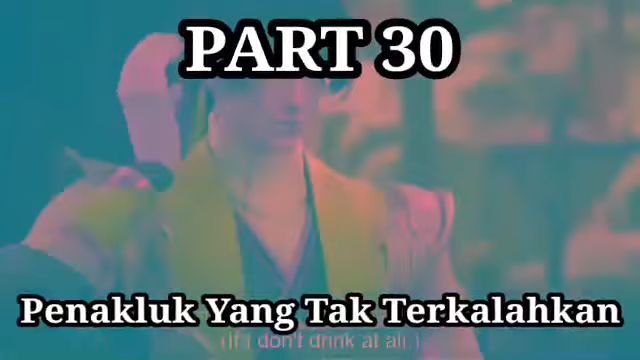 PART 30
Penakluk Yang Tak Terkalahkan
(If I don't drink at all.)